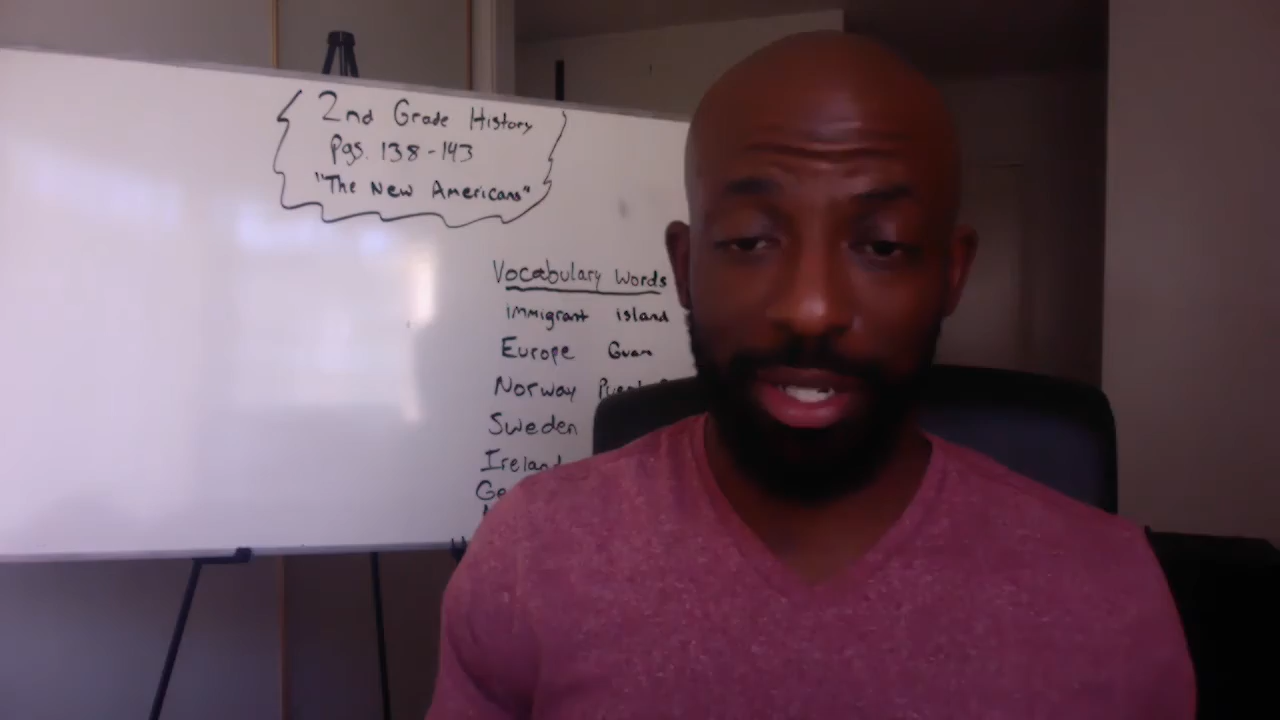 2nd Grade History
Pgs. 138-143
"The New Americans"
Vocabulary Words
immigrant island
Europe Guam
Norway
Sweden
Ireland